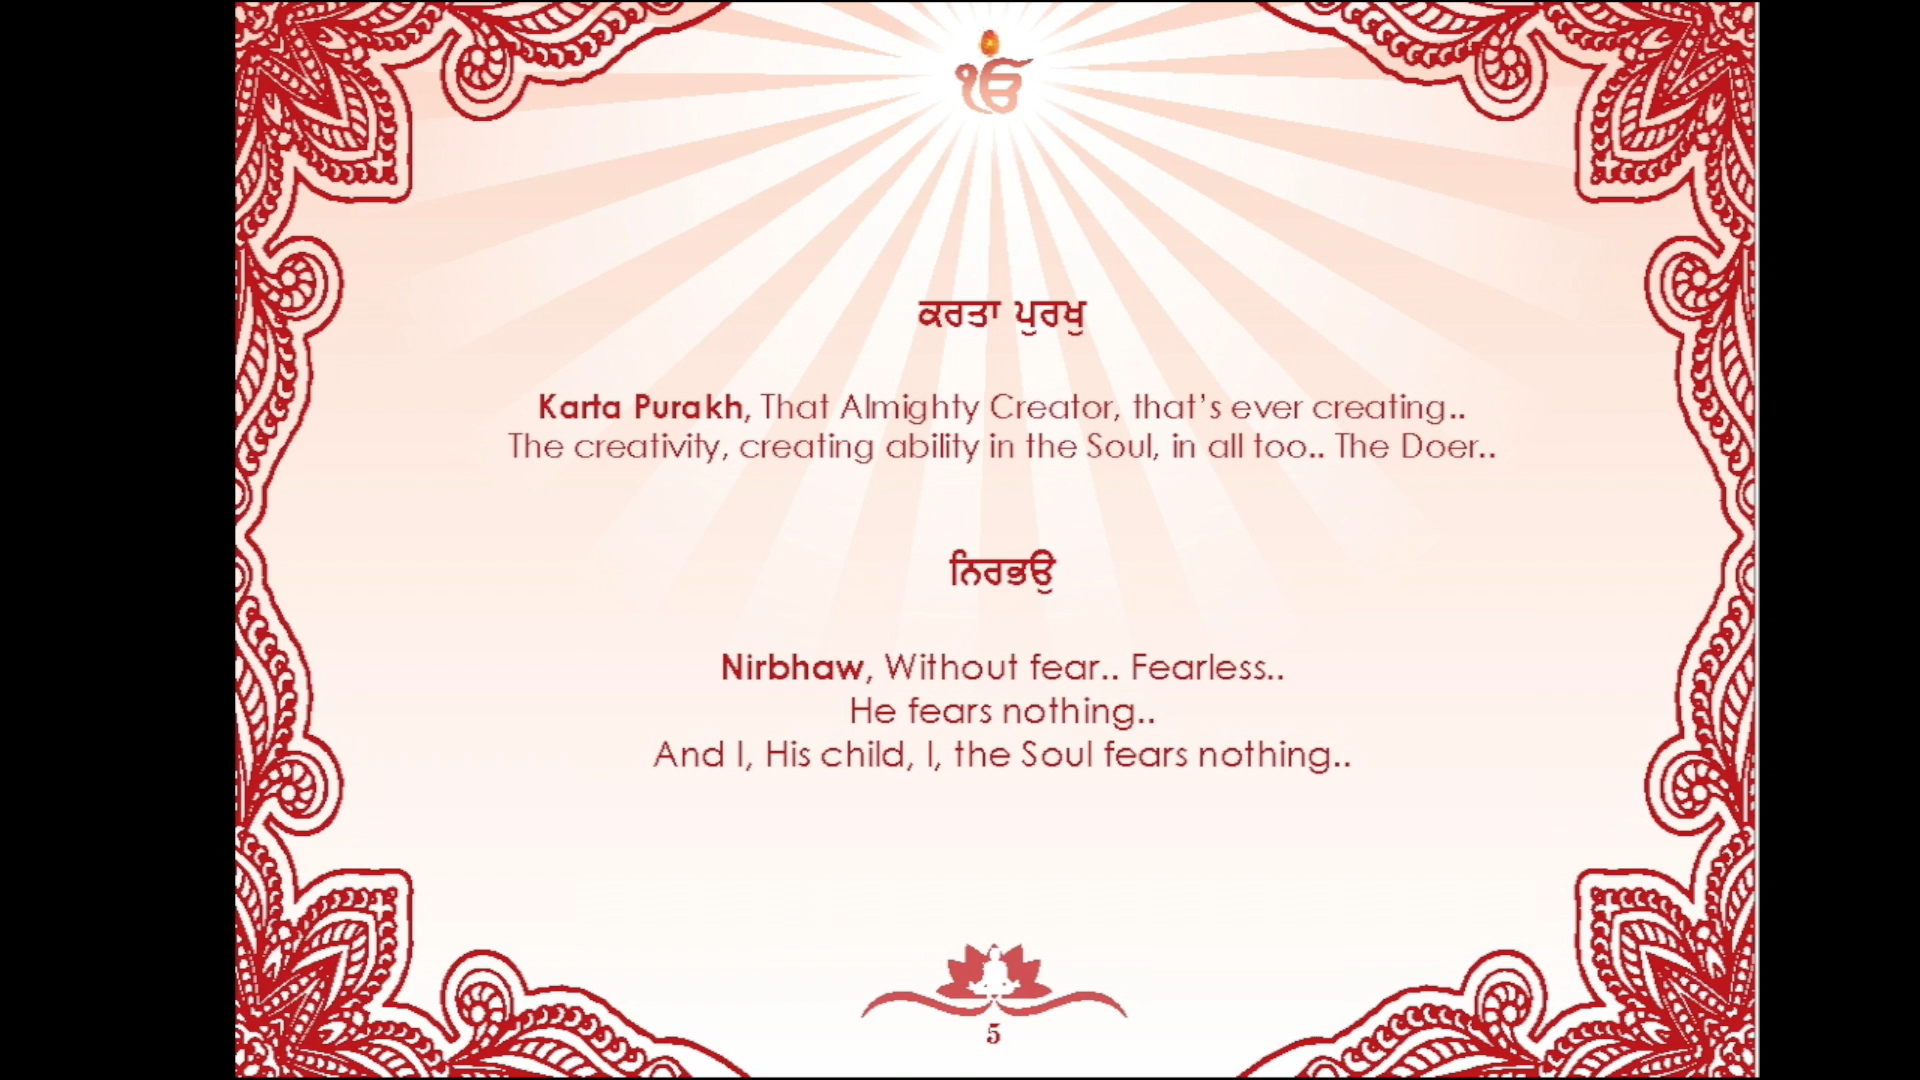 ੴ
ਕਰਤਾ ਪੁਰਖੁ
Karta Purakh, That Almighty Creator, that's ever creating..
The creativity, creating ability in the Soul, in all too.. The Doer..
ਨਿਰਭਉ
Nirbhaw, Without fear.. Fearless..
He fears nothing..
And I, His child, I, the Soul fears nothing..
5